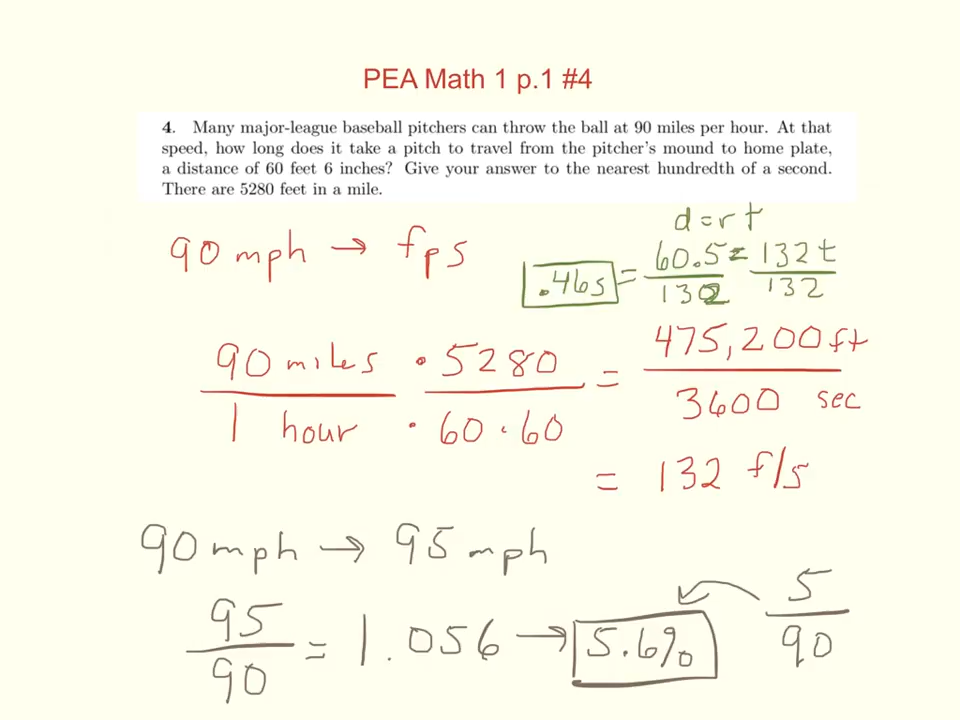 PEA Math 1 p.1 #4
4. Many major-league baseball pitchers can throw the ball at 90 miles per hour. At that
speed, how long does it take a pitch to travel from the pitcher's mound to home plate,
a distance of 60 feet 6 inches? Give your answer to the nearest hundredth of a second.
There are 5280 feet in a mile.
d=rt
90 mph → fps
.46s = 60.5/132 = 132t/132
90 miles/1 hour · 5280/60·60 = 475,200ft/3600 sec
= 132 f/s
90 mph → 95 mph
95/90 = 1.056 → 5.6% 5/90